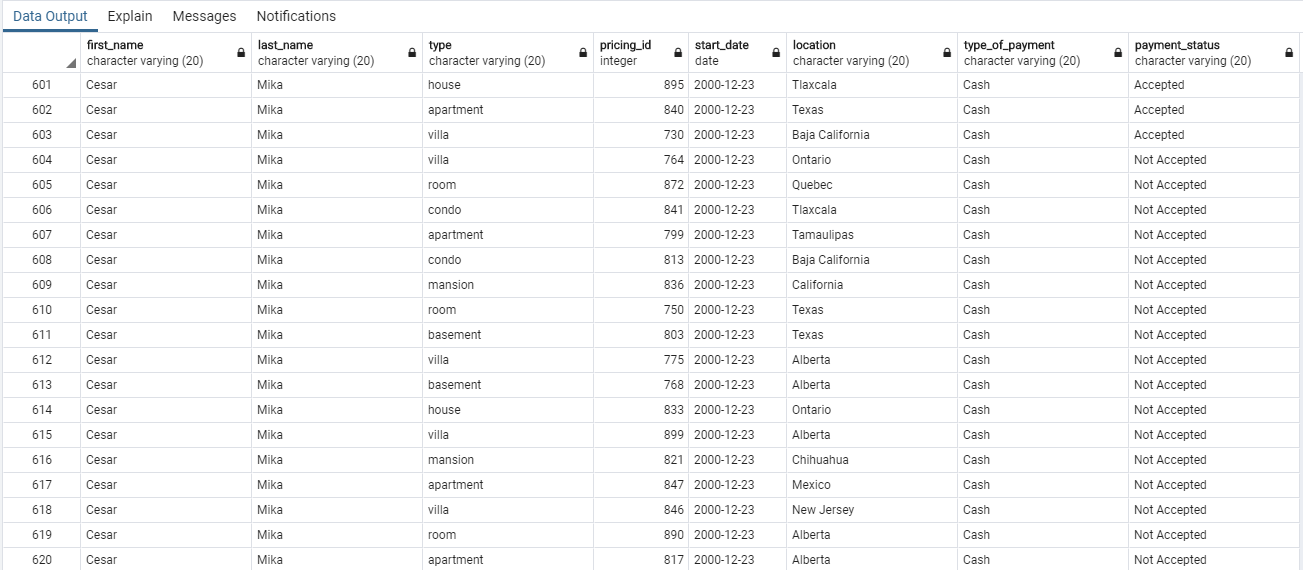 Data Output Explain Messages Notifications
first_name last_name type pricing_id start_date location type_of_payment payment_status
character varying (20) character varying (20) character varying (20) integer date character varying (20) character varying (20) character varying (20)
601 Cesar Mika house 895 2000-12-23 Tlaxcala Cash Accepted
602 Cesar Mika apartment 840 2000-12-23 Texas Cash Accepted
603 Cesar Mika villa 730 2000-12-23 Baja California Cash Accepted
604 Cesar Mika villa 764 2000-12-23 Ontario Cash Not Accepted
605 Cesar Mika room 872 2000-12-23 Quebec Cash Not Accepted
606 Cesar Mika condo 841 2000-12-23 Tlaxcala Cash Not Accepted
607 Cesar Mika apartment 799 2000-12-23 Tamaulipas Cash Not Accepted
608 Cesar Mika condo 813 2000-12-23 Baja California Cash Not Accepted
609 Cesar Mika mansion 836 2000-12-23 California Cash Not Accepted
610 Cesar Mika room 750 2000-12-23 Texas Cash Not Accepted
611 Cesar Mika basement 803 2000-12-23 Texas Cash Not Accepted
612 Cesar Mika villa 775 2000-12-23 Alberta Cash Not Accepted
613 Cesar Mika basement 768 2000-12-23 Alberta Cash Not Accepted
614 Cesar Mika house 833 2000-12-23 Ontario Cash Not Accepted
615 Cesar Mika villa 899 2000-12-23 Alberta Cash Not Accepted
616 Cesar Mika mansion 821 2000-12-23 Chihuahua Cash Not Accepted
617 Cesar Mika apartment 847 2000-12-23 Mexico Cash Not Accepted
618 Cesar Mika villa 846 2000-12-23 New Jersey Cash Not Accepted
619 Cesar Mika room 890 2000-12-23 Alberta Cash Not Accepted
620 Cesar Mika apartment 817 2000-12-23 Alberta Cash Not Accepted